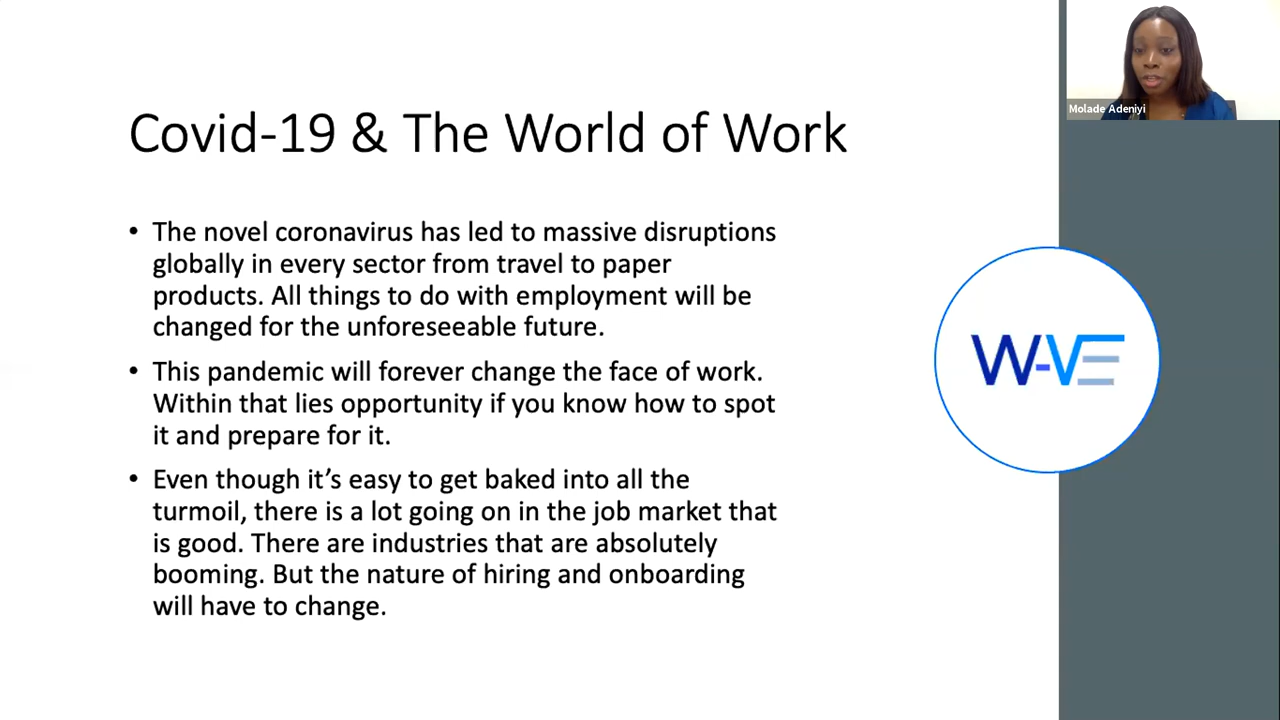 Molade Adeniyi
Covid-19 & The World of Work
• The novel coronavirus has led to massive disruptions
globally in every sector from travel to paper
products. All things to do with employment will be
changed for the unforeseeable future.
• This pandemic will forever change the face of work.
Within that lies opportunity if you know how to spot
it and prepare for it.
• Even though it’s easy to get baked into all the
turmoil, there is a lot going on in the job market that
is good. There are industries that are absolutely
booming. But the nature of hiring and onboarding
will have to change.
W-VE